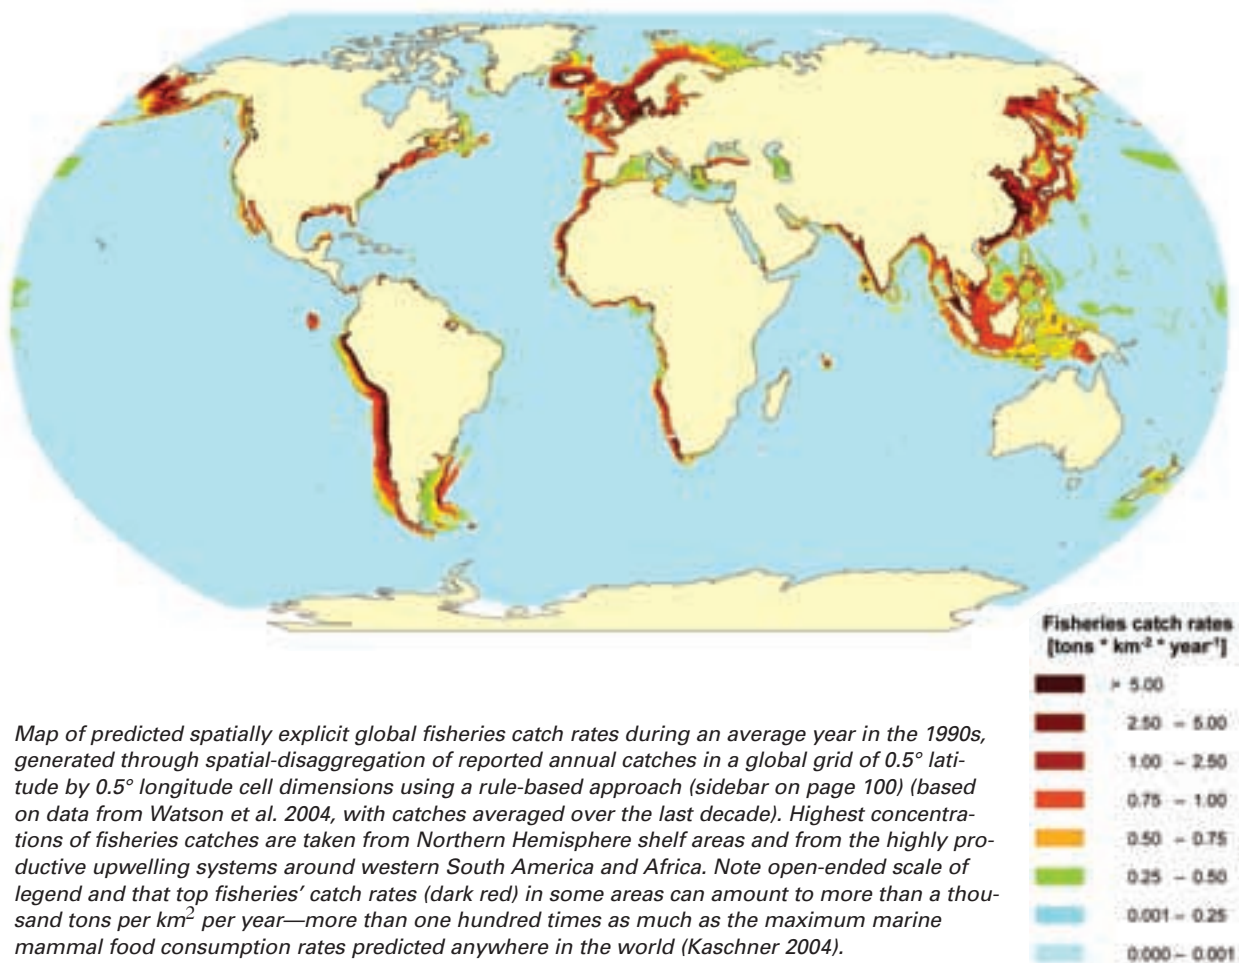 Fisheries catch rates
[tons * km-2 * year-1]
> 5.00
2.50 – 5.00
1.00 – 2.50
0.75 – 1.00
0.50 – 0.75
0.25 – 0.50
0.001 – 0.25
0.000 – 0.001
Map of predicted spatially explicit global fisheries catch rates during an average year in the 1990s,
generated through spatial-disaggregation of reported annual catches in a global grid of 0.5° lati-
tude by 0.5° longitude cell dimensions using a rule-based approach (sidebar on page 100) (based
on data from Watson et al. 2004, with catches averaged over the last decade). Highest concentra-
tions of fisheries catches are taken from Northern Hemisphere shelf areas and from the highly pro-
ductive upwelling systems around western South America and Africa. Note open-ended scale of
legend and that top fisheries’ catch rates (dark red) in some areas can amount to more than a thou-
sand tons per km2 per year—more than one hundred times as much as the maximum marine
mammal food consumption rates predicted anywhere in the world (Kaschner 2004).